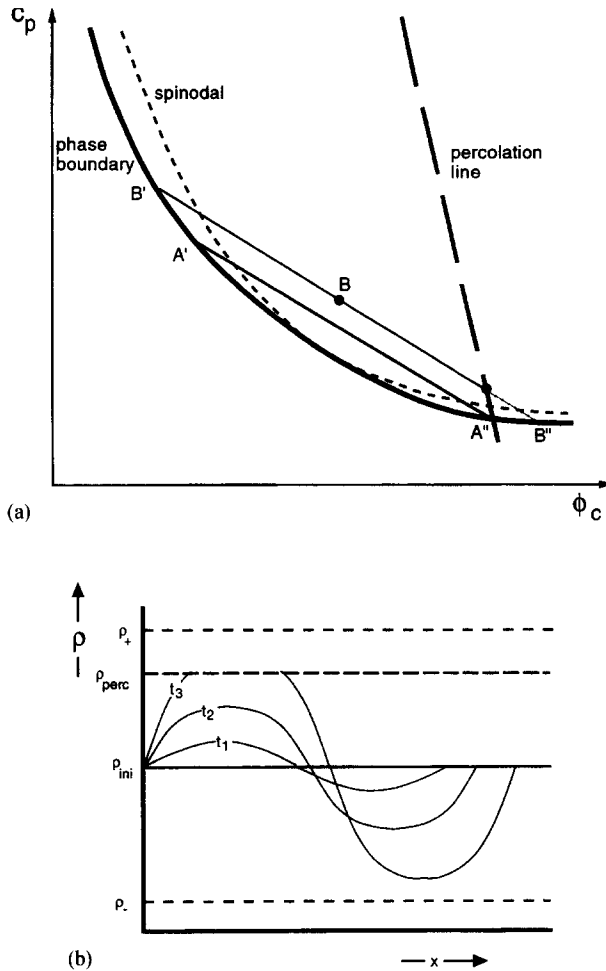 C_p
spinodal
phase
boundary
percolation
line
B'
A'
B
A"
B"
(a)
ϕ_c
ρ
ρ_+
ρ_perc
t_3
t_2
t_1
ρ_ini
ρ_-
(b)
x